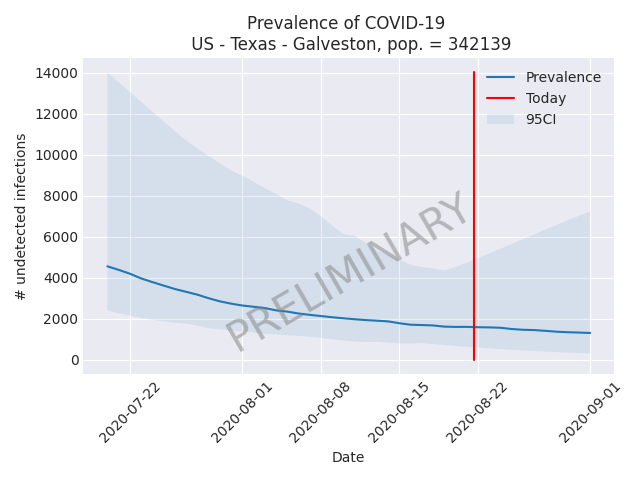 Prevalence of COVID-19
US - Texas - Galveston, pop. = 342139
# undetected infections
14000
12000
10000
8000
6000
4000
2000
0
Prevalence
Today
95CI
PRELIMINARY
2020-07-22
2020-08-01
2020-08-08
2020-08-15
2020-08-22
2020-09-01
Date